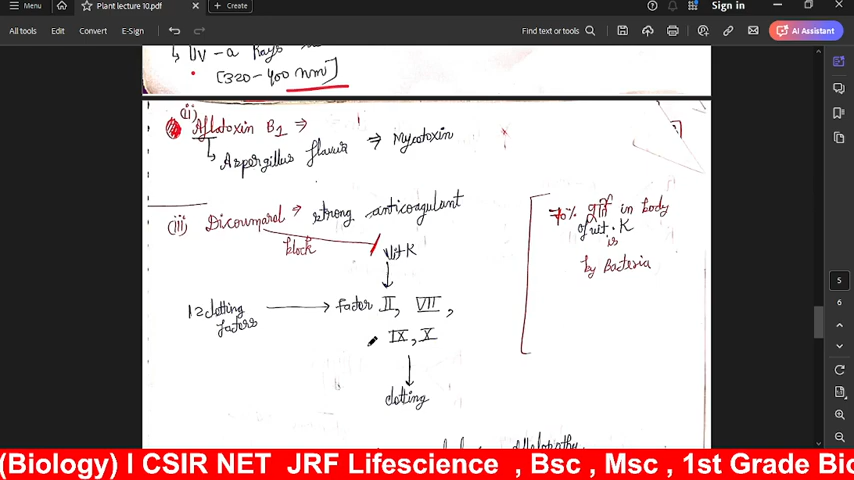 Menu
Plant lecture 10.pdf
Create
Sign in
All tools
Edit
Convert
E-Sign
Find text or tools
AI Assistant
UV-a Rays
[320-400 nm]
(ii)
Aflatoxin B1 ⇒
Aspergillus flavus ⇒ Mycotoxin
(iii) Dicoumarol → strong anticoagulant
block
Vit K
12 clotting
factors
Factor II, VII,
IX, X
clotting
70% in body
of vit. K
is
by Bacteria
5
6
(Biology) I CSIR NET JRF Lifescience , Bsc , Msc , 1st Grade Bio